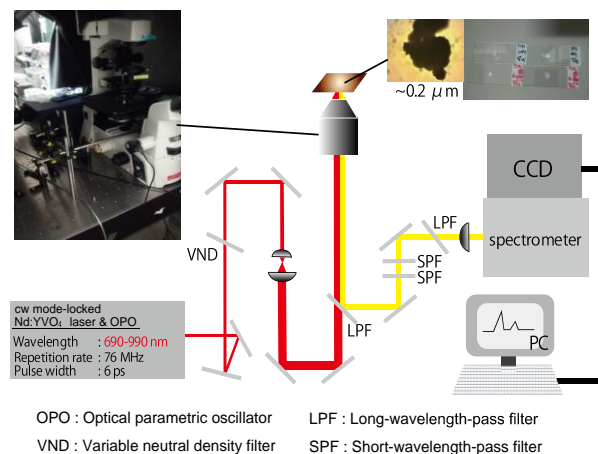 ~0.2 μm
CCD
LPF
VND
SPF
SPF
spectrometer
LPF
cw mode-locked
Nd:YVO₄ laser & OPO
Wavelength : 690-990 nm
Repetition rate : 76 MHz
Pulse width : 6 ps
PC
OPO : Optical parametric oscillator
LPF : Long-wavelength-pass filter
VND : Variable neutral density filter
SPF : Short-wavelength-pass filter